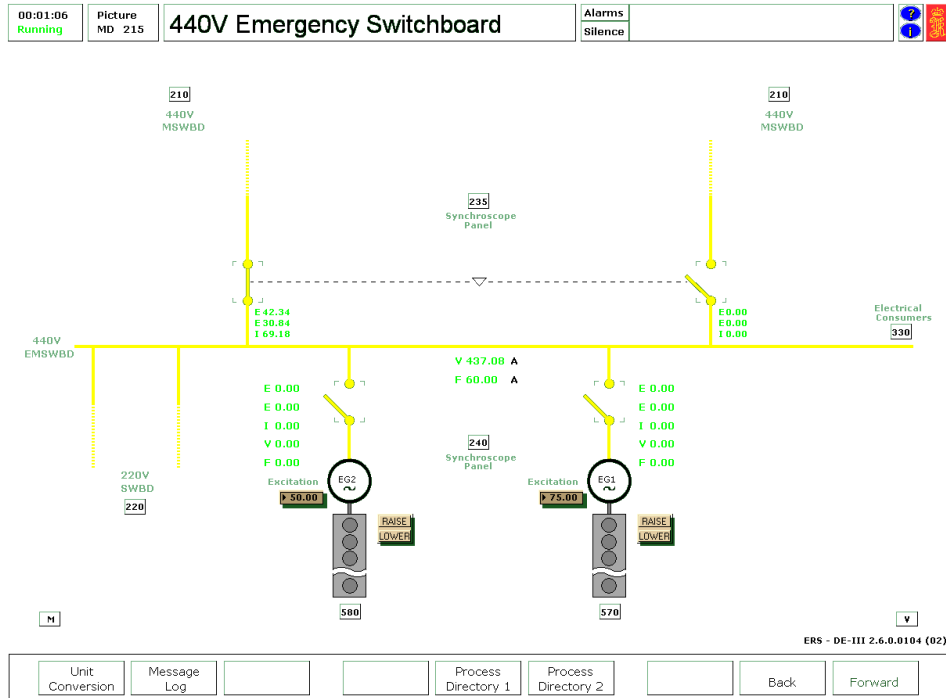 00:01:06
Running
Picture
MD 215
440V Emergency Switchboard
Alarms
Silence
?
i
210
440V
MSWBD
210
440V
MSWBD
235
Synchroscope
Panel
E 42.34
E 30.84
I 69.18
E 0.00
E 0.00
I 0.00
Electrical
Consumers
330
440V
EMSWBD
V 437.08 A
F 60.00 A
E 0.00
E 0.00
I 0.00
V 0.00
F 0.00
E 0.00
E 0.00
I 0.00
V 0.00
F 0.00
240
Synchroscope
Panel
220V
SWBD
220
Excitation
50.00
EG2
RAISE
LOWER
580
Excitation
75.00
EG1
RAISE
LOWER
570
M
V
ERS - DE-III 2.6.0.0104 (02)
Unit
Conversion
Message
Log
Process
Directory 1
Process
Directory 2
Back
Forward